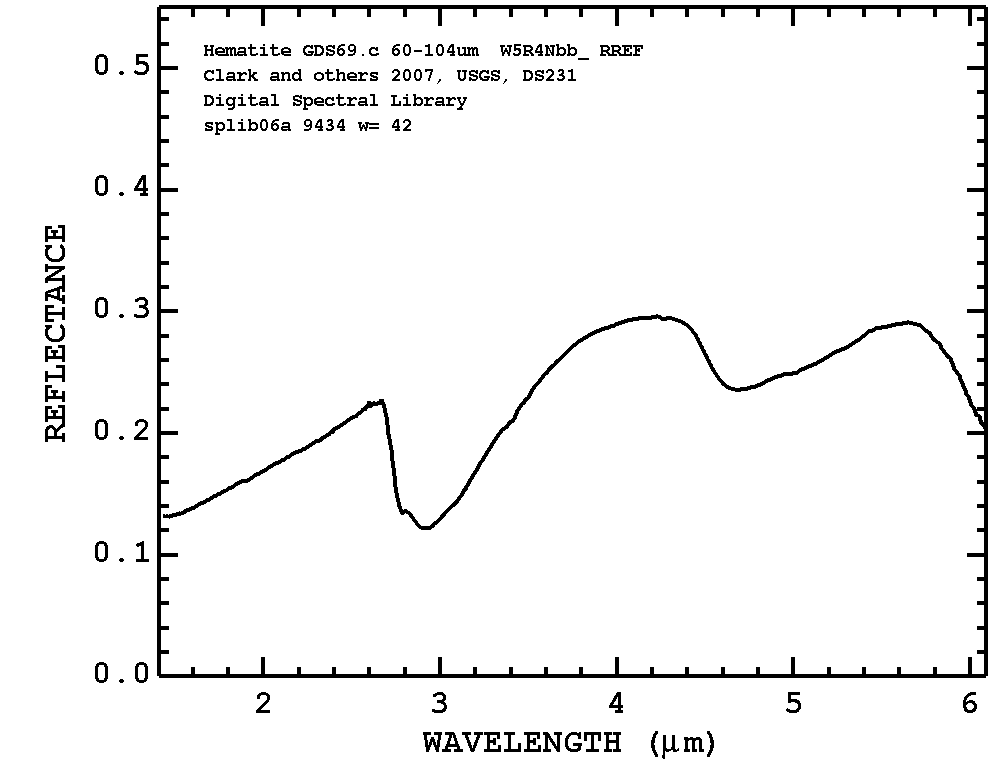 Hematite GDS69.c 60-104um W5R4Nbb_ RREF
Clark and others 2007, USGS, DS231
Digital Spectral Library
splib06a 9434 w= 42
REFLECTANCE
0.5
0.4
0.3
0.2
0.1
0.0
2 3 4 5 6
WAVELENGTH (μm)